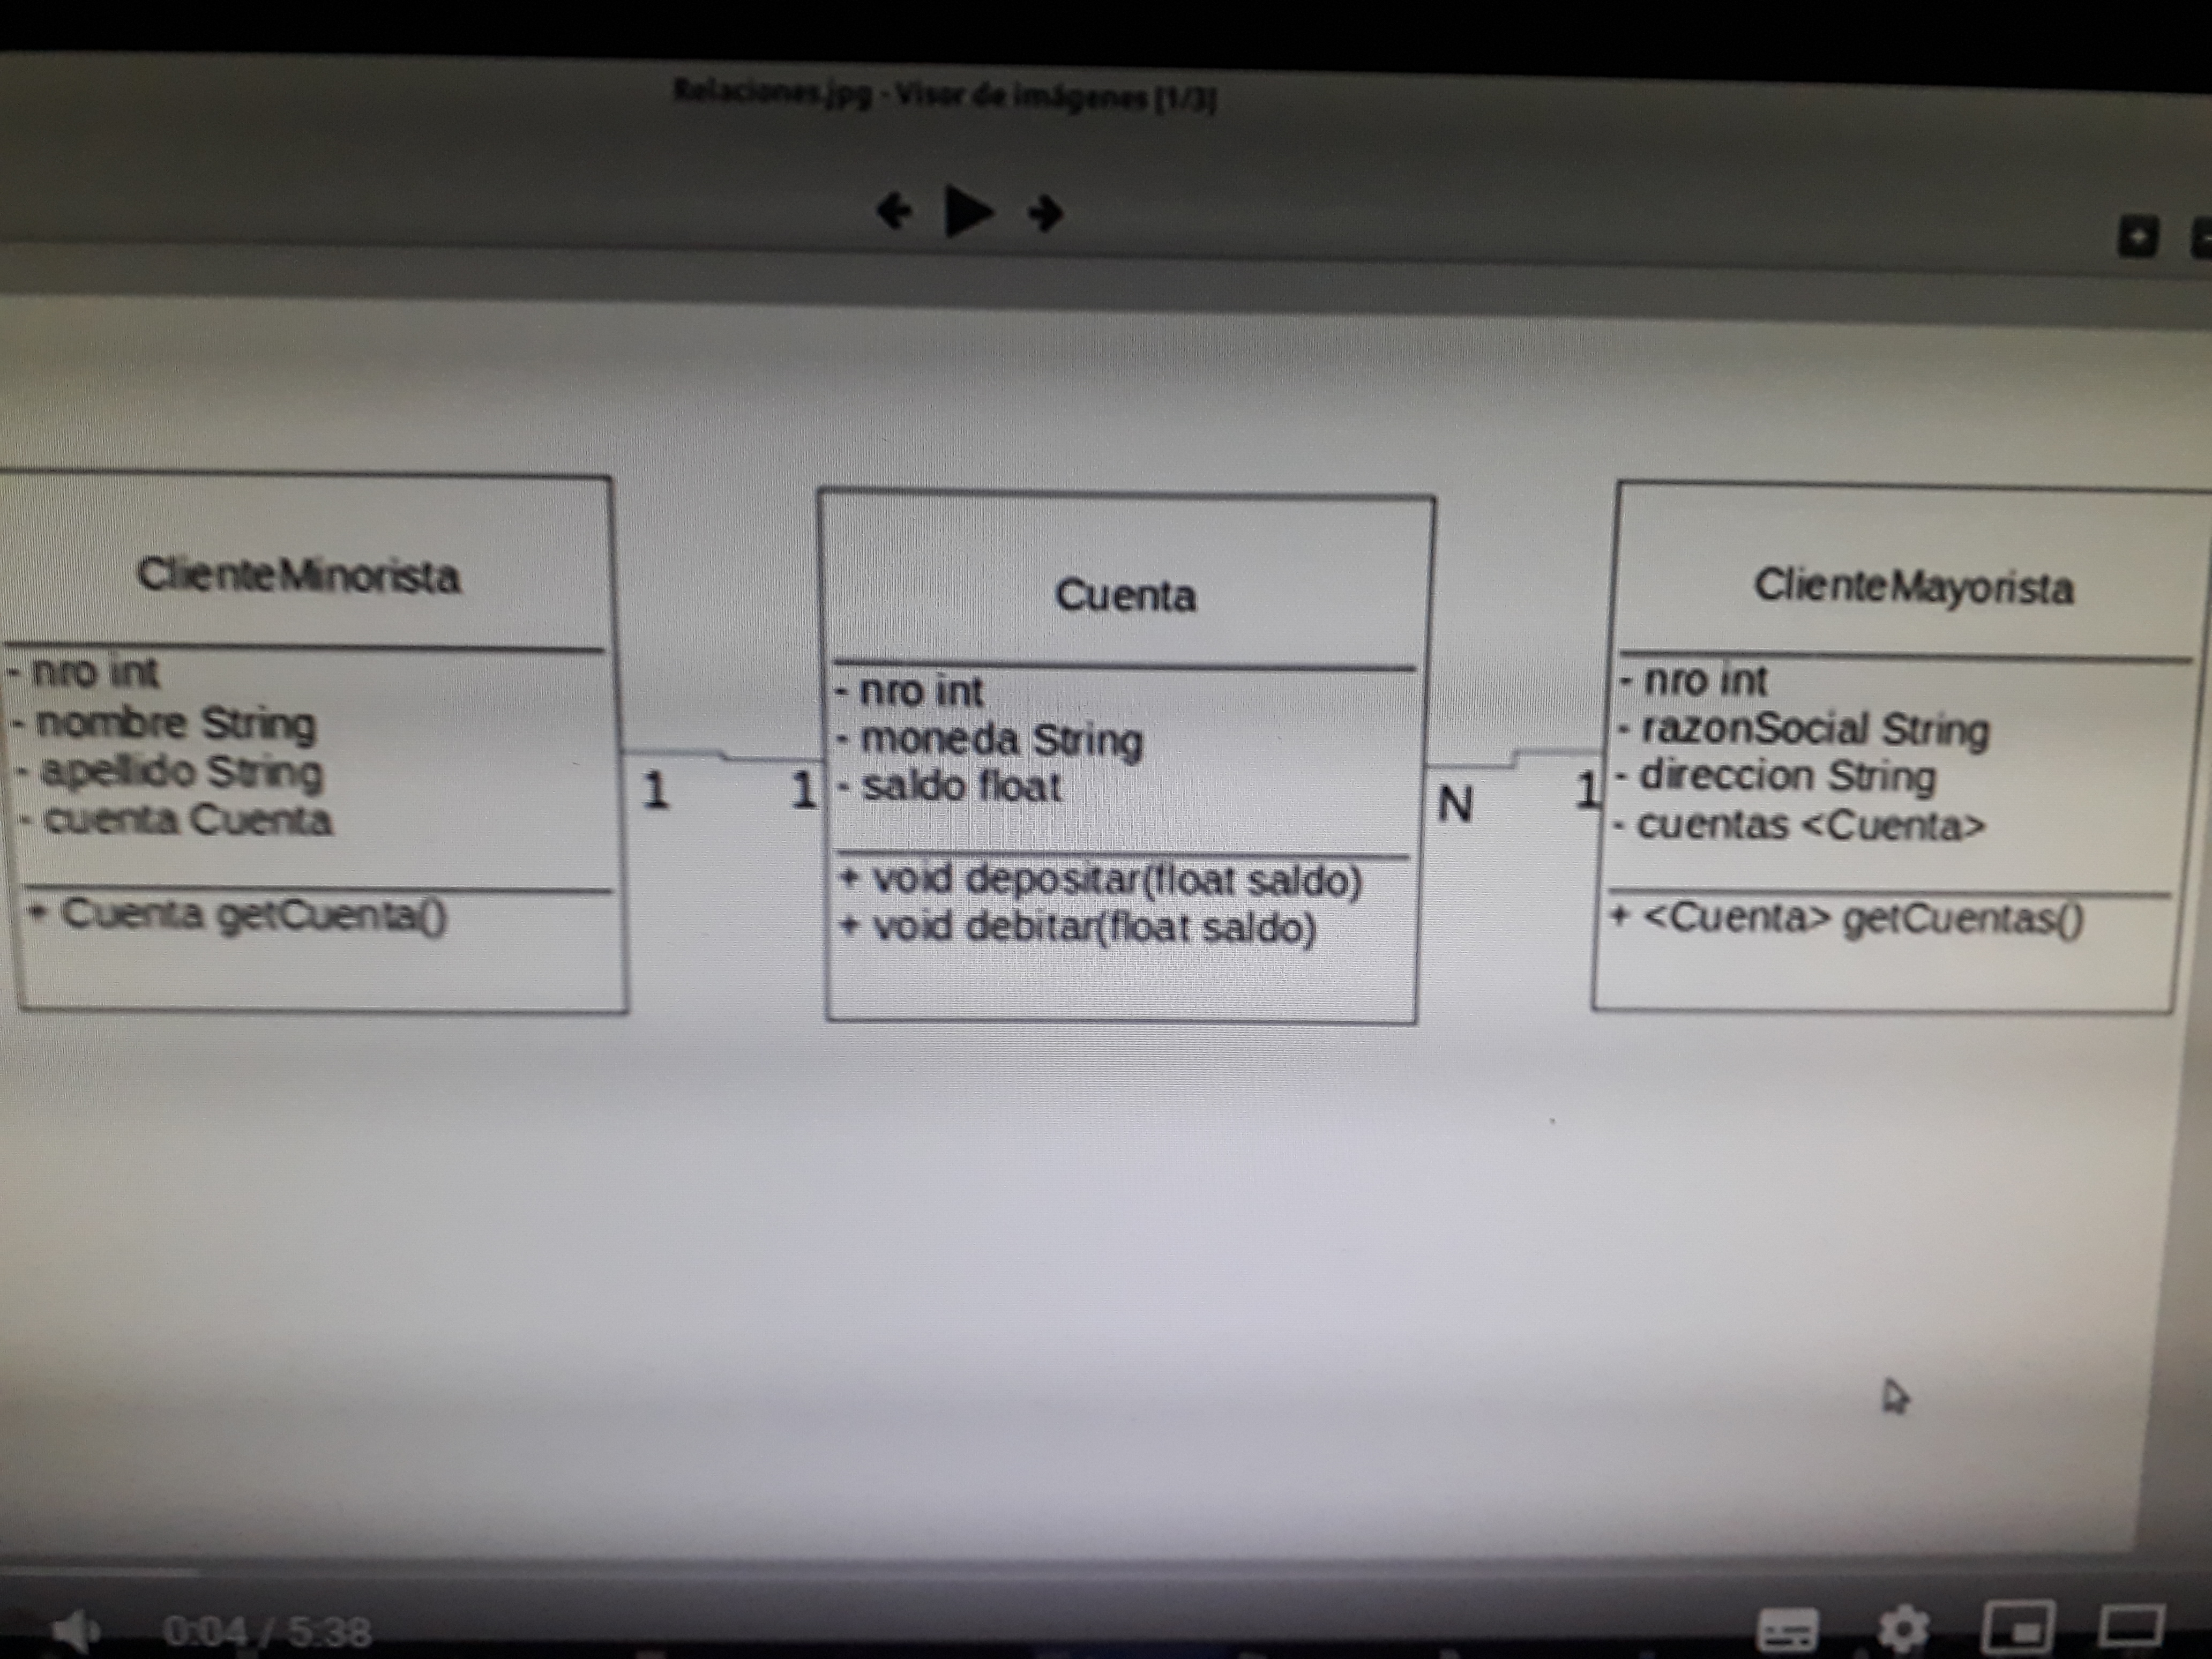 Relaciones.jpg - Visor de imágenes [1/3]
ClienteMinorista
- nro int
- nombre String
- apellido String
- cuenta Cuenta
+ Cuenta getCuenta()
1
1
Cuenta
- nro int
- moneda String
- saldo float
+ void depositar(float saldo)
+ void debitar(float saldo)
N
1
ClienteMayorista
- nro int
- razonSocial String
- direccion String
- cuentas <Cuenta>
+ <Cuenta> getCuentas()
0:04 / 5:38